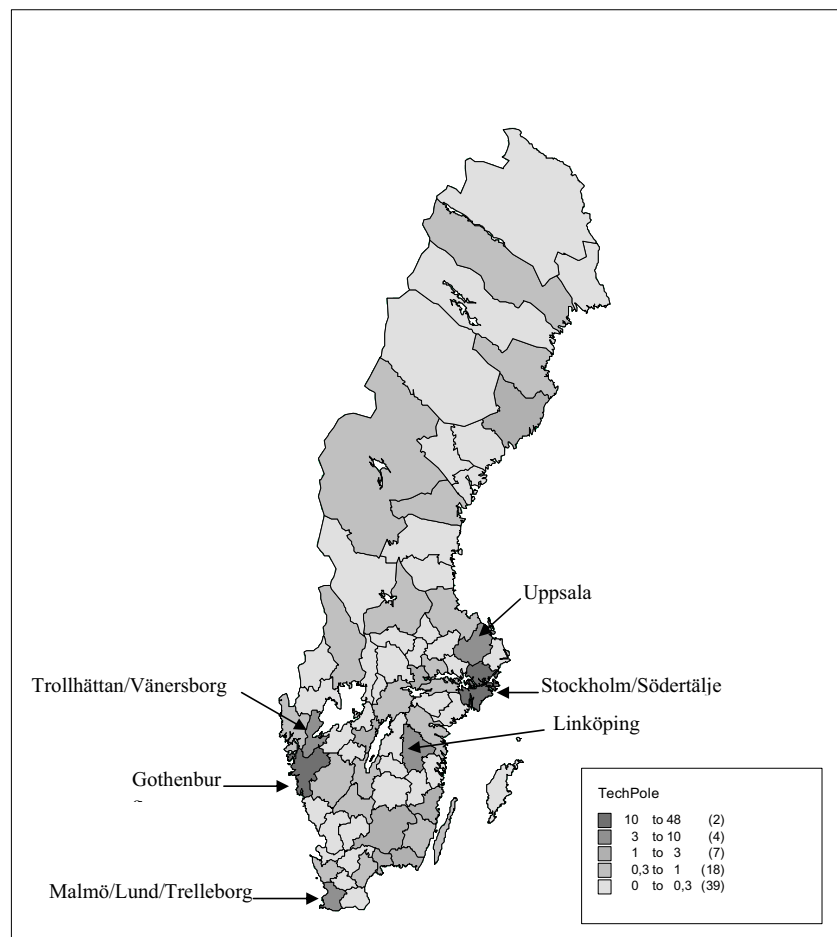 Uppsala
Trollhättan/Vänersborg
Stockholm/Södertälje
Linköping
Gothenbur
Malmö/Lund/Trelleborg
TechPole
10 to 48 (2)
3 to 10 (4)
1 to 3 (7)
0,3 to 1 (18)
0 to 0,3 (39)